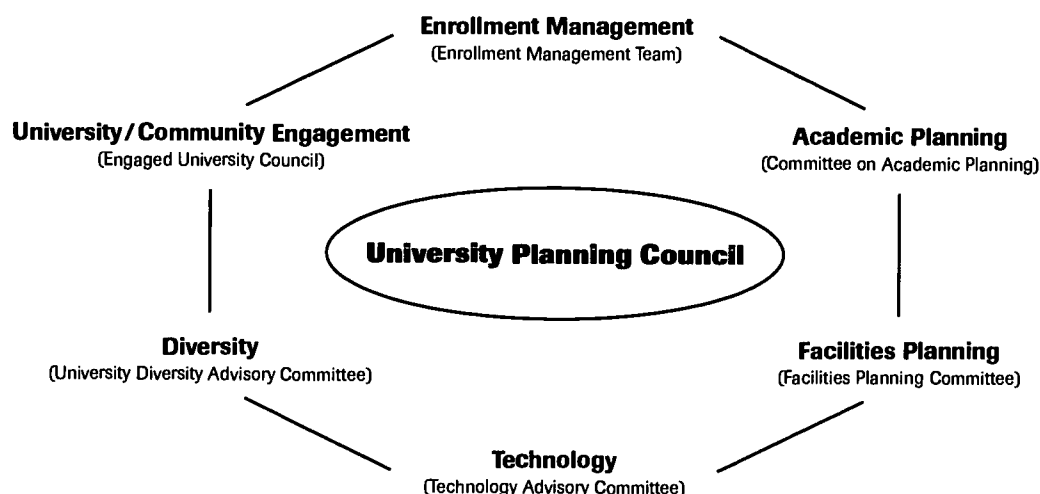 Enrollment Management
(Enrollment Management Team)
University/Community Engagement
(Engaged University Council)
Academic Planning
(Committee on Academic Planning)
University Planning Council
Diversity
(University Diversity Advisory Committee)
Facilities Planning
(Facilities Planning Committee)
Technology
(Technology Advisory Committee)